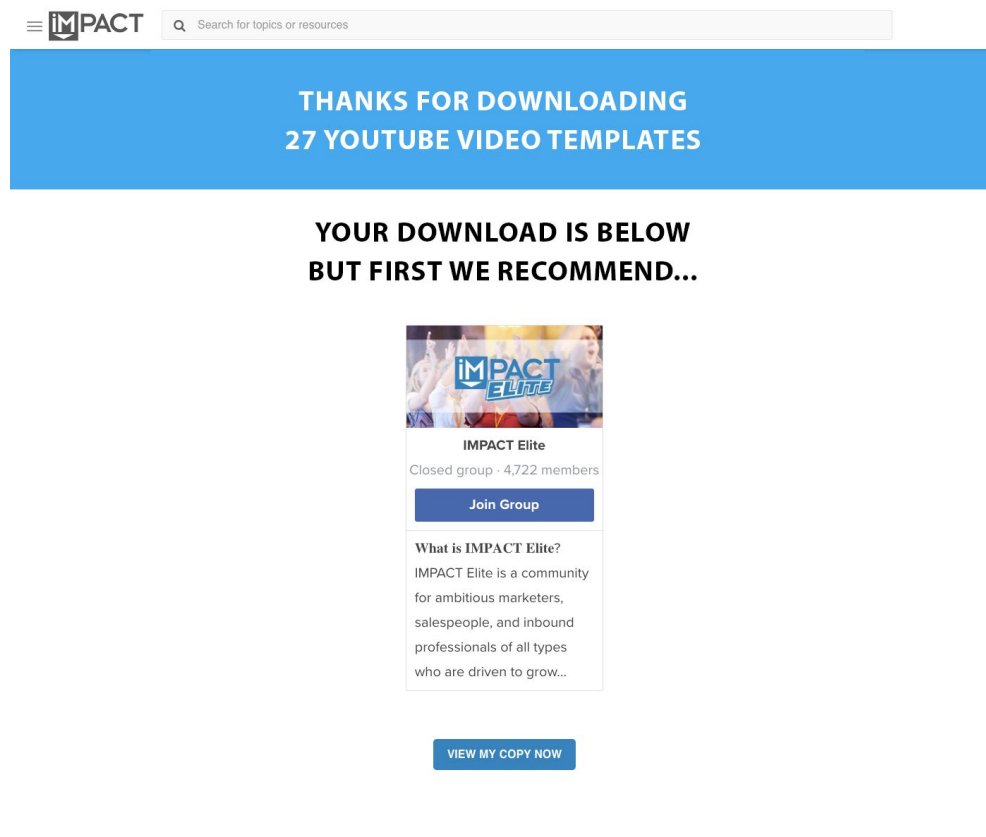 iMPACT
Search for topics or resources
THANKS FOR DOWNLOADING
27 YOUTUBE VIDEO TEMPLATES
YOUR DOWNLOAD IS BELOW
BUT FIRST WE RECOMMEND...
iMPACT
ELITE
IMPACT Elite
Closed group · 4,722 members
Join Group
What is IMPACT Elite?
IMPACT Elite is a community
for ambitious marketers,
salespeople, and inbound
professionals of all types
who are driven to grow...
VIEW MY COPY NOW